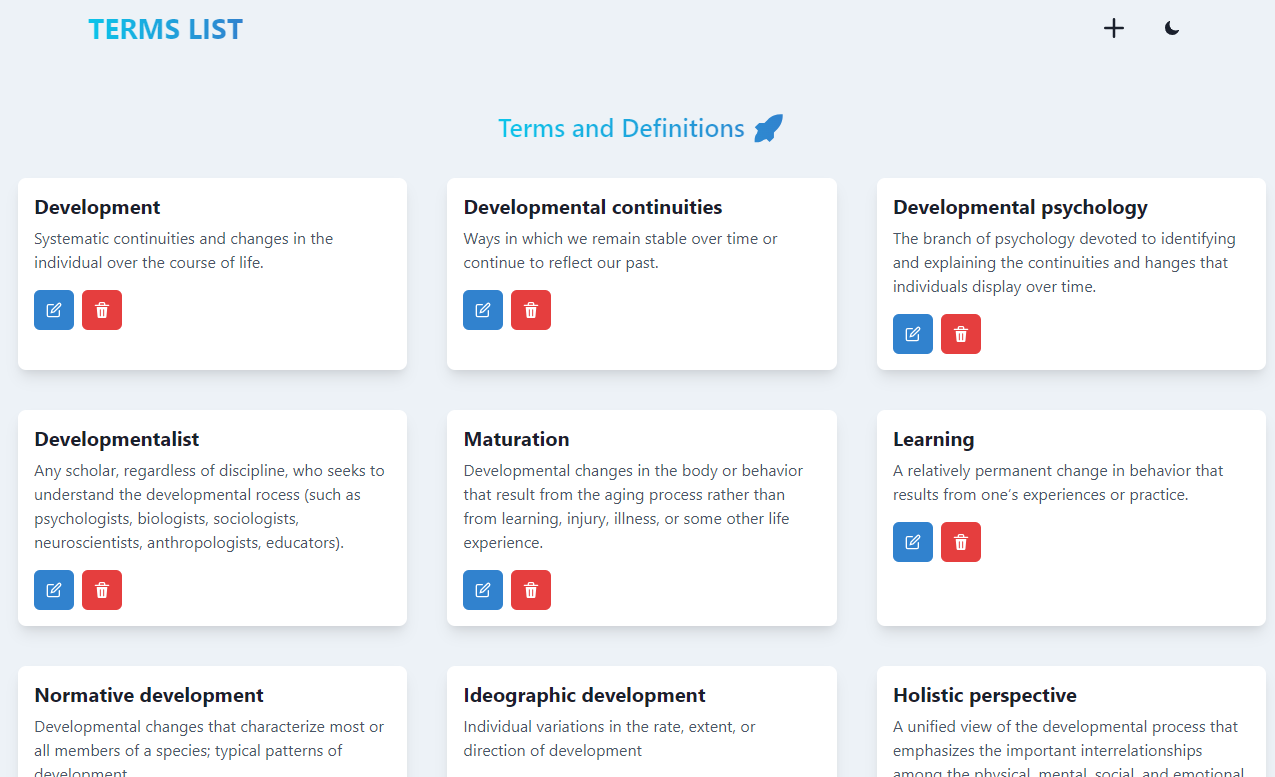 TERMS LIST
Terms and Definitions
Development
Systematic continuities and changes in the
individual over the course of life.
Developmental continuities
Ways in which we remain stable over time or
continue to reflect our past.
Developmental psychology
The branch of psychology devoted to identifying
and explaining the continuities and hanges that
individuals display over time.
Developmentalist
Any scholar, regardless of discipline, who seeks to
understand the developmental rocess (such as
psychologists, biologists, sociologists,
neuroscientists, anthropologists, educators).
Maturation
Developmental changes in the body or behavior
that result from the aging process rather than
from learning, injury, illness, or some other life
experience.
Learning
A relatively permanent change in behavior that
results from one’s experiences or practice.
Normative development
Developmental changes that characterize most or
all members of a species; typical patterns of
development
Ideographic development
Individual variations in the rate, extent, or
direction of development
Holistic perspective
A unified view of the developmental process that
emphasizes the important interrelationships
among the physical, mental, social, and emotional